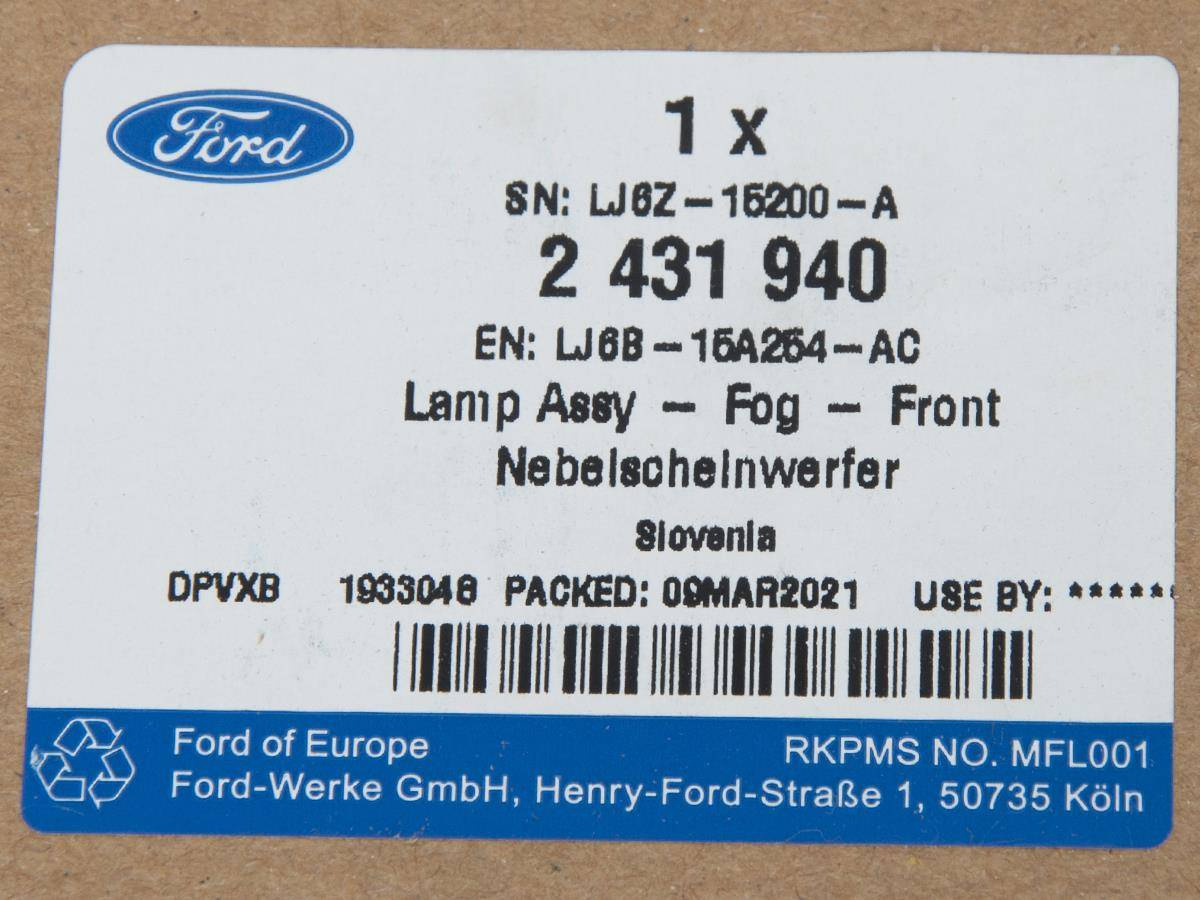 Ford
1 x
SN: LJ6Z-15200-A
2 431 940
EN: LJ6B-15A254-AC
Lamp Assy - Fog - Front
Nebelscheinwerfer
Slovenia
DPVXB 1933046 PACKED: 09MAR2021 USE BY: ******
Ford of Europe RKPMS NO. MFL001
Ford-Werke GmbH, Henry-Ford-Straße 1, 50735 Köln